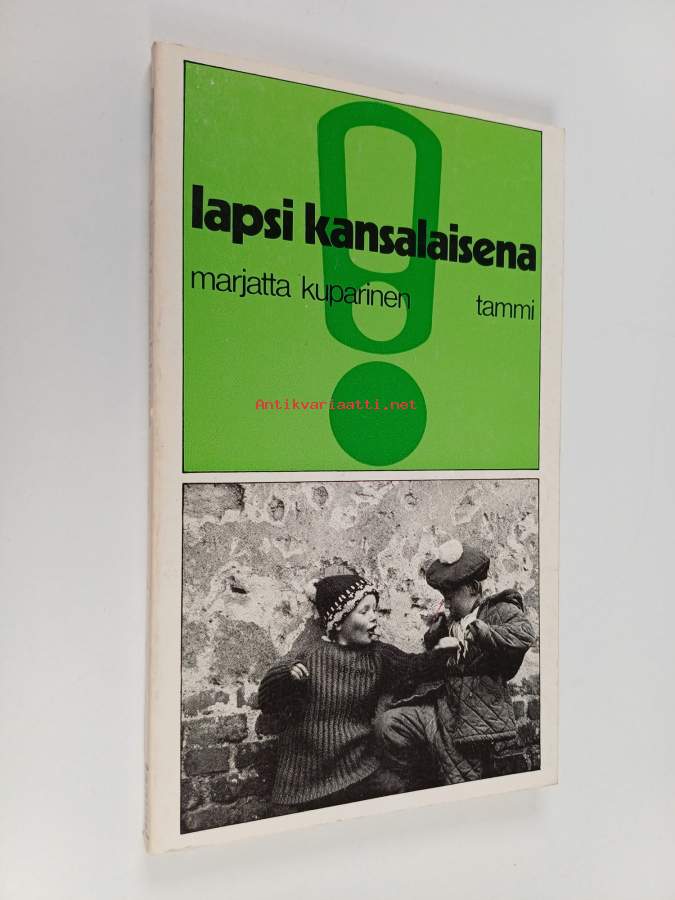 lapsi kansalaisena
marjatta kuparinen tammi
Antikvariaatti.net